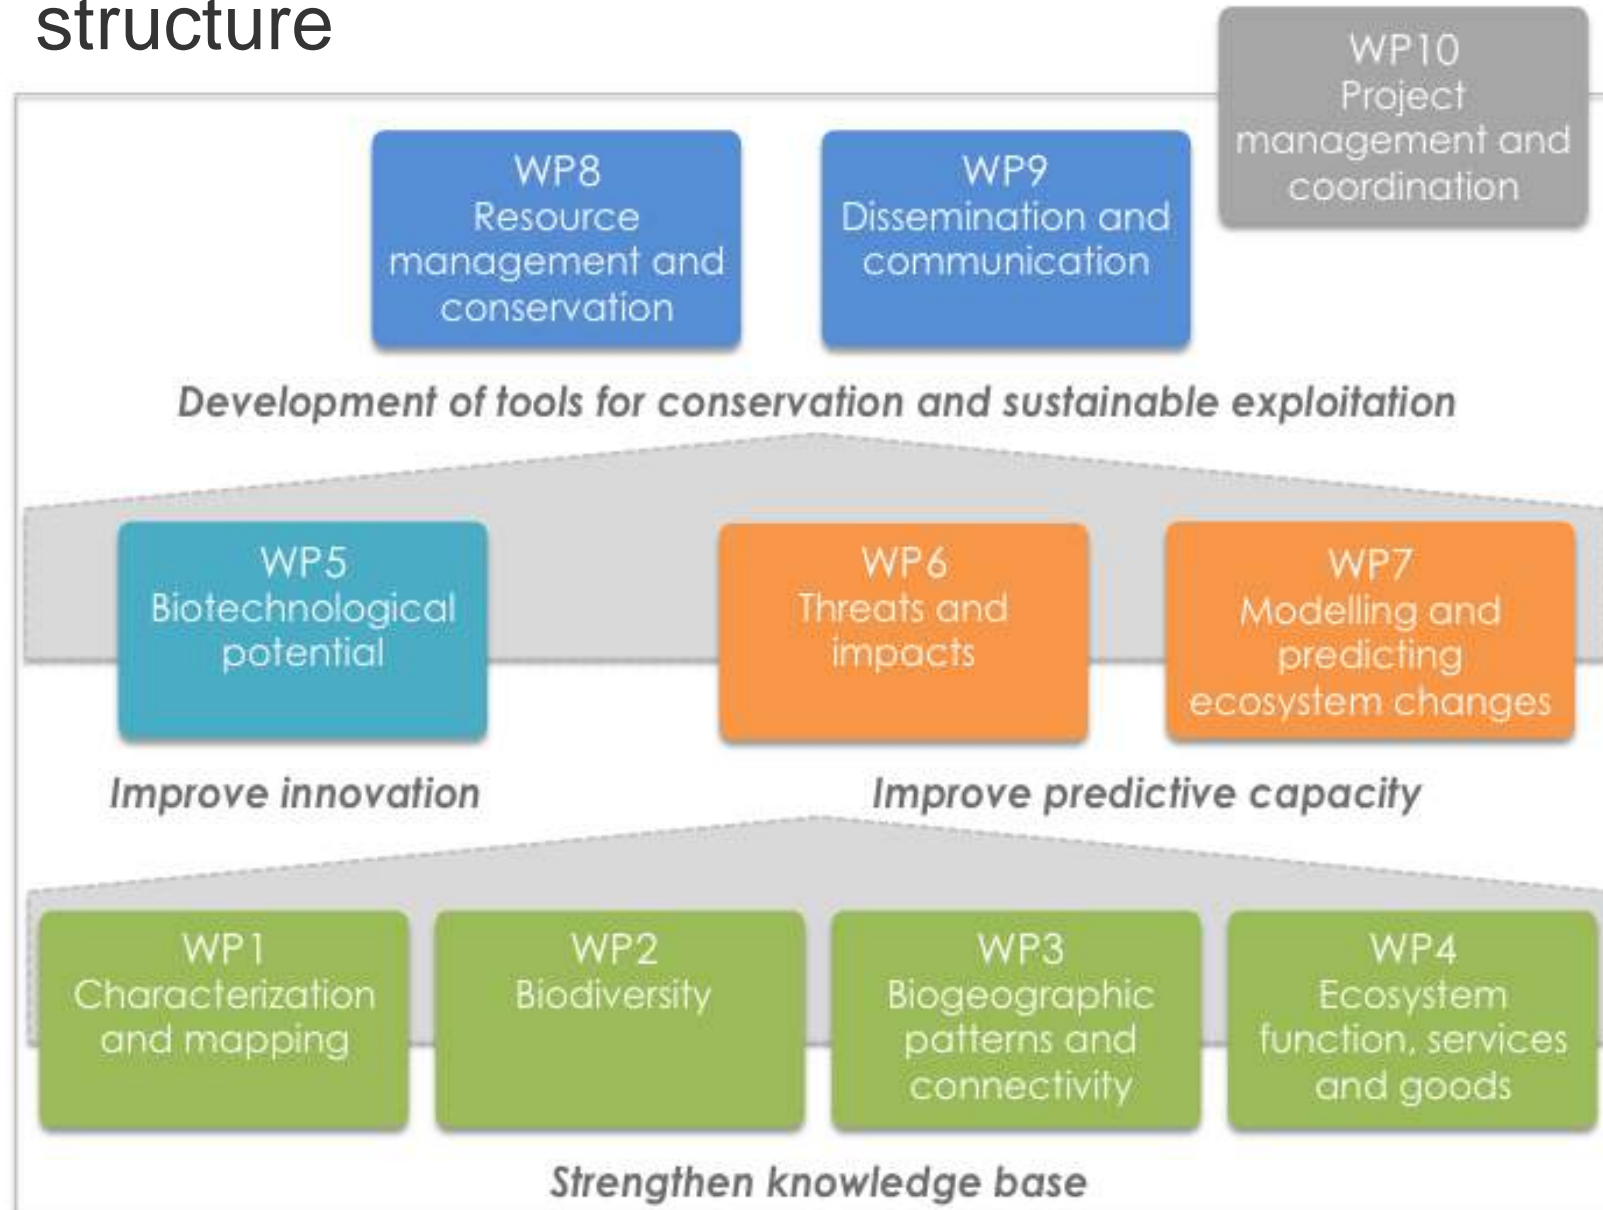 structure
WP10
Project
management and
coordination
WP8
Resource
management and
conservation
WP9
Dissemination and
communication
Development of tools for conservation and sustainable exploitation
WP5
Biotechnological
potential
WP6
Threats and
impacts
WP7
Modelling and
predicting
ecosystem changes
Improve innovation
Improve predictive capacity
WP1
Characterization
and mapping
WP2
Biodiversity
WP3
Biogeographic
patterns and
connectivity
WP4
Ecosystem
function, services
and goods
Strengthen knowledge base